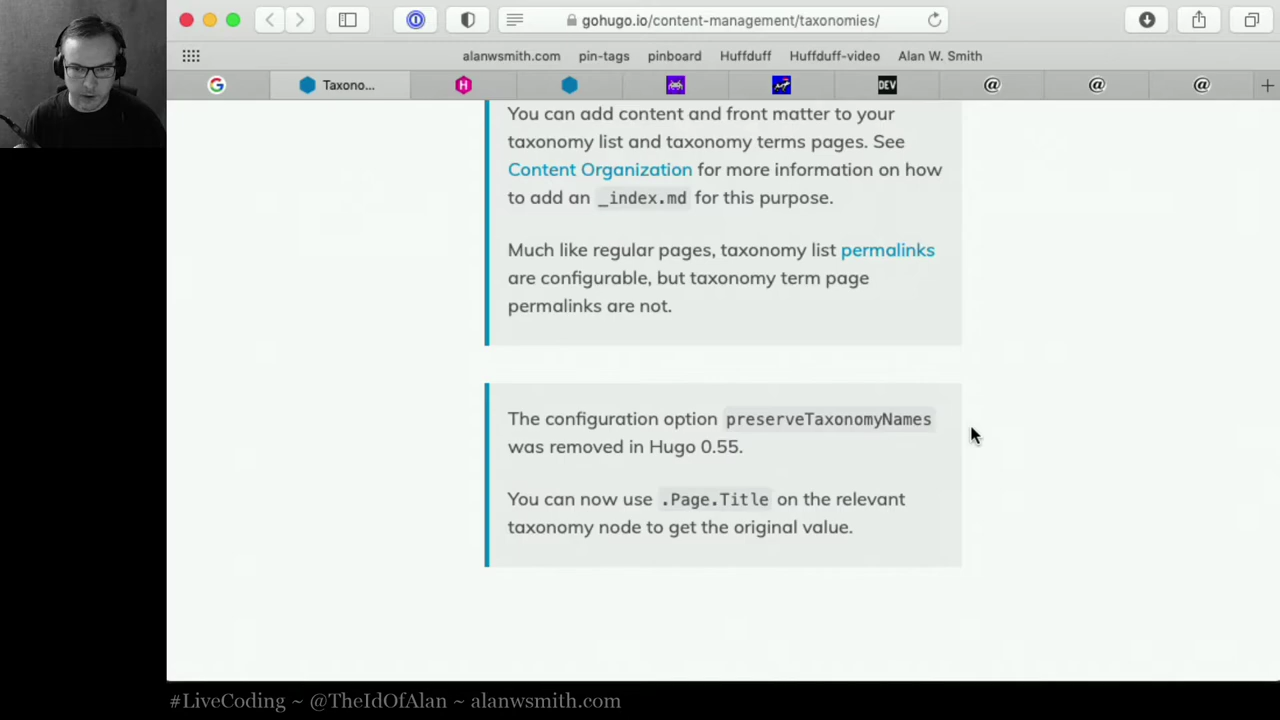 gohugo.io/content-management/taxonomies/
alanwsmith.com pin-tags pinboard Huffduff Huffduff-video Alan W. Smith
G Taxono... H DEV @ @ @
You can add content and front matter to your
taxonomy list and taxonomy terms pages. See
Content Organization for more information on how
to add an _index.md for this purpose.
Much like regular pages, taxonomy list permalinks
are configurable, but taxonomy term page
permalinks are not.
The configuration option preserveTaxonomyNames
was removed in Hugo 0.55.
You can now use .Page.Title on the relevant
taxonomy node to get the original value.
#LiveCoding ~ @TheIdOfAlan ~ alanwsmith.com